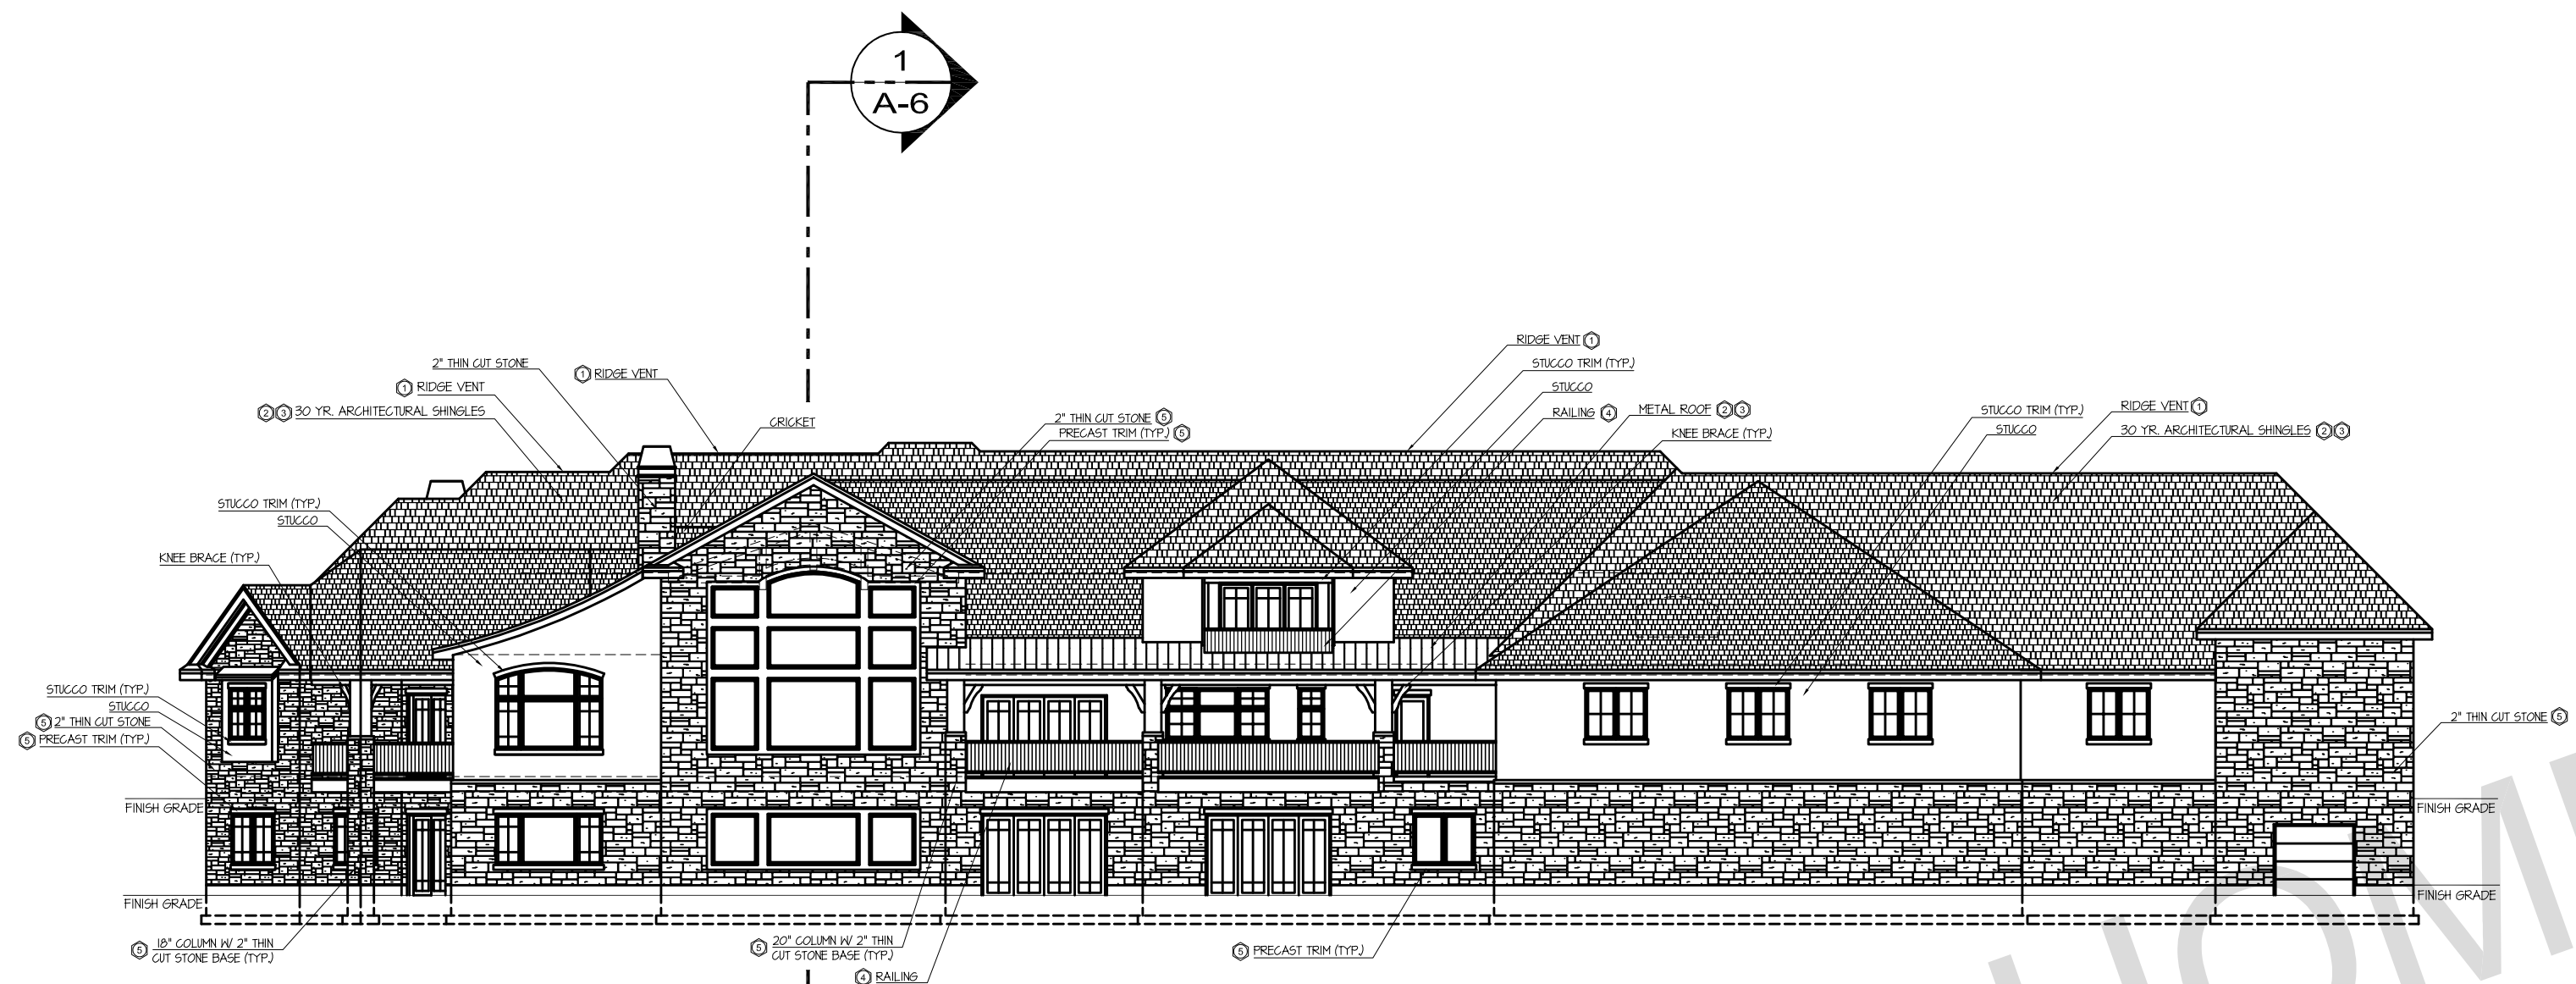 1
A-6
RIDGE VENT 1
2" THIN CUT STONE
STUCCO TRIM (TYP.)
1 RIDGE VENT
1 RIDGE VENT
STUCCO
2 3 30 YR. ARCHITECTURAL SHINGLES
CRICKET
2" THIN CUT STONE 5
RAILING 4
METAL ROOF 2 3
STUCCO TRIM (TYP.)
RIDGE VENT 1
PRECAST TRIM (TYP.) 5
KNEE BRACE (TYP.)
STUCCO
30 YR. ARCHITECTURAL SHINGLES 2 3
STUCCO TRIM (TYP.)
STUCCO
KNEE BRACE (TYP.)
STUCCO TRIM (TYP.)
STUCCO
5 2" THIN CUT STONE
5 PRECAST TRIM (TYP.)
2" THIN CUT STONE 5
FINISH GRADE
FINISH GRADE
FINISH GRADE
FINISH GRADE
5 18" COLUMN W/ 2" THIN
CUT STONE BASE (TYP.)
5 20" COLUMN W/ 2" THIN
CUT STONE BASE (TYP.)
5 PRECAST TRIM (TYP.)
4 RAILING